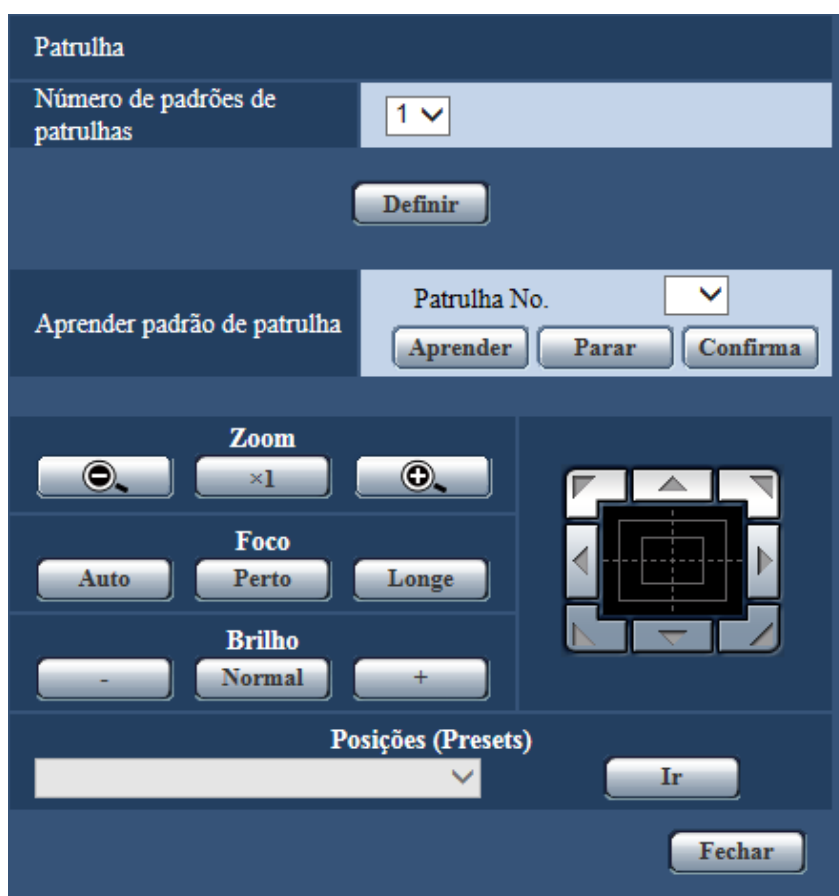 Patrulha
Número de padrões de
patrulhas
1
Definir
Aprender padrão de patrulha
Patrulha No.
Aprender Parar Confirma
Zoom
×1
Foco
Auto Perto Longe
Brilho
- Normal +
Posições (Presets)
Ir
Fechar